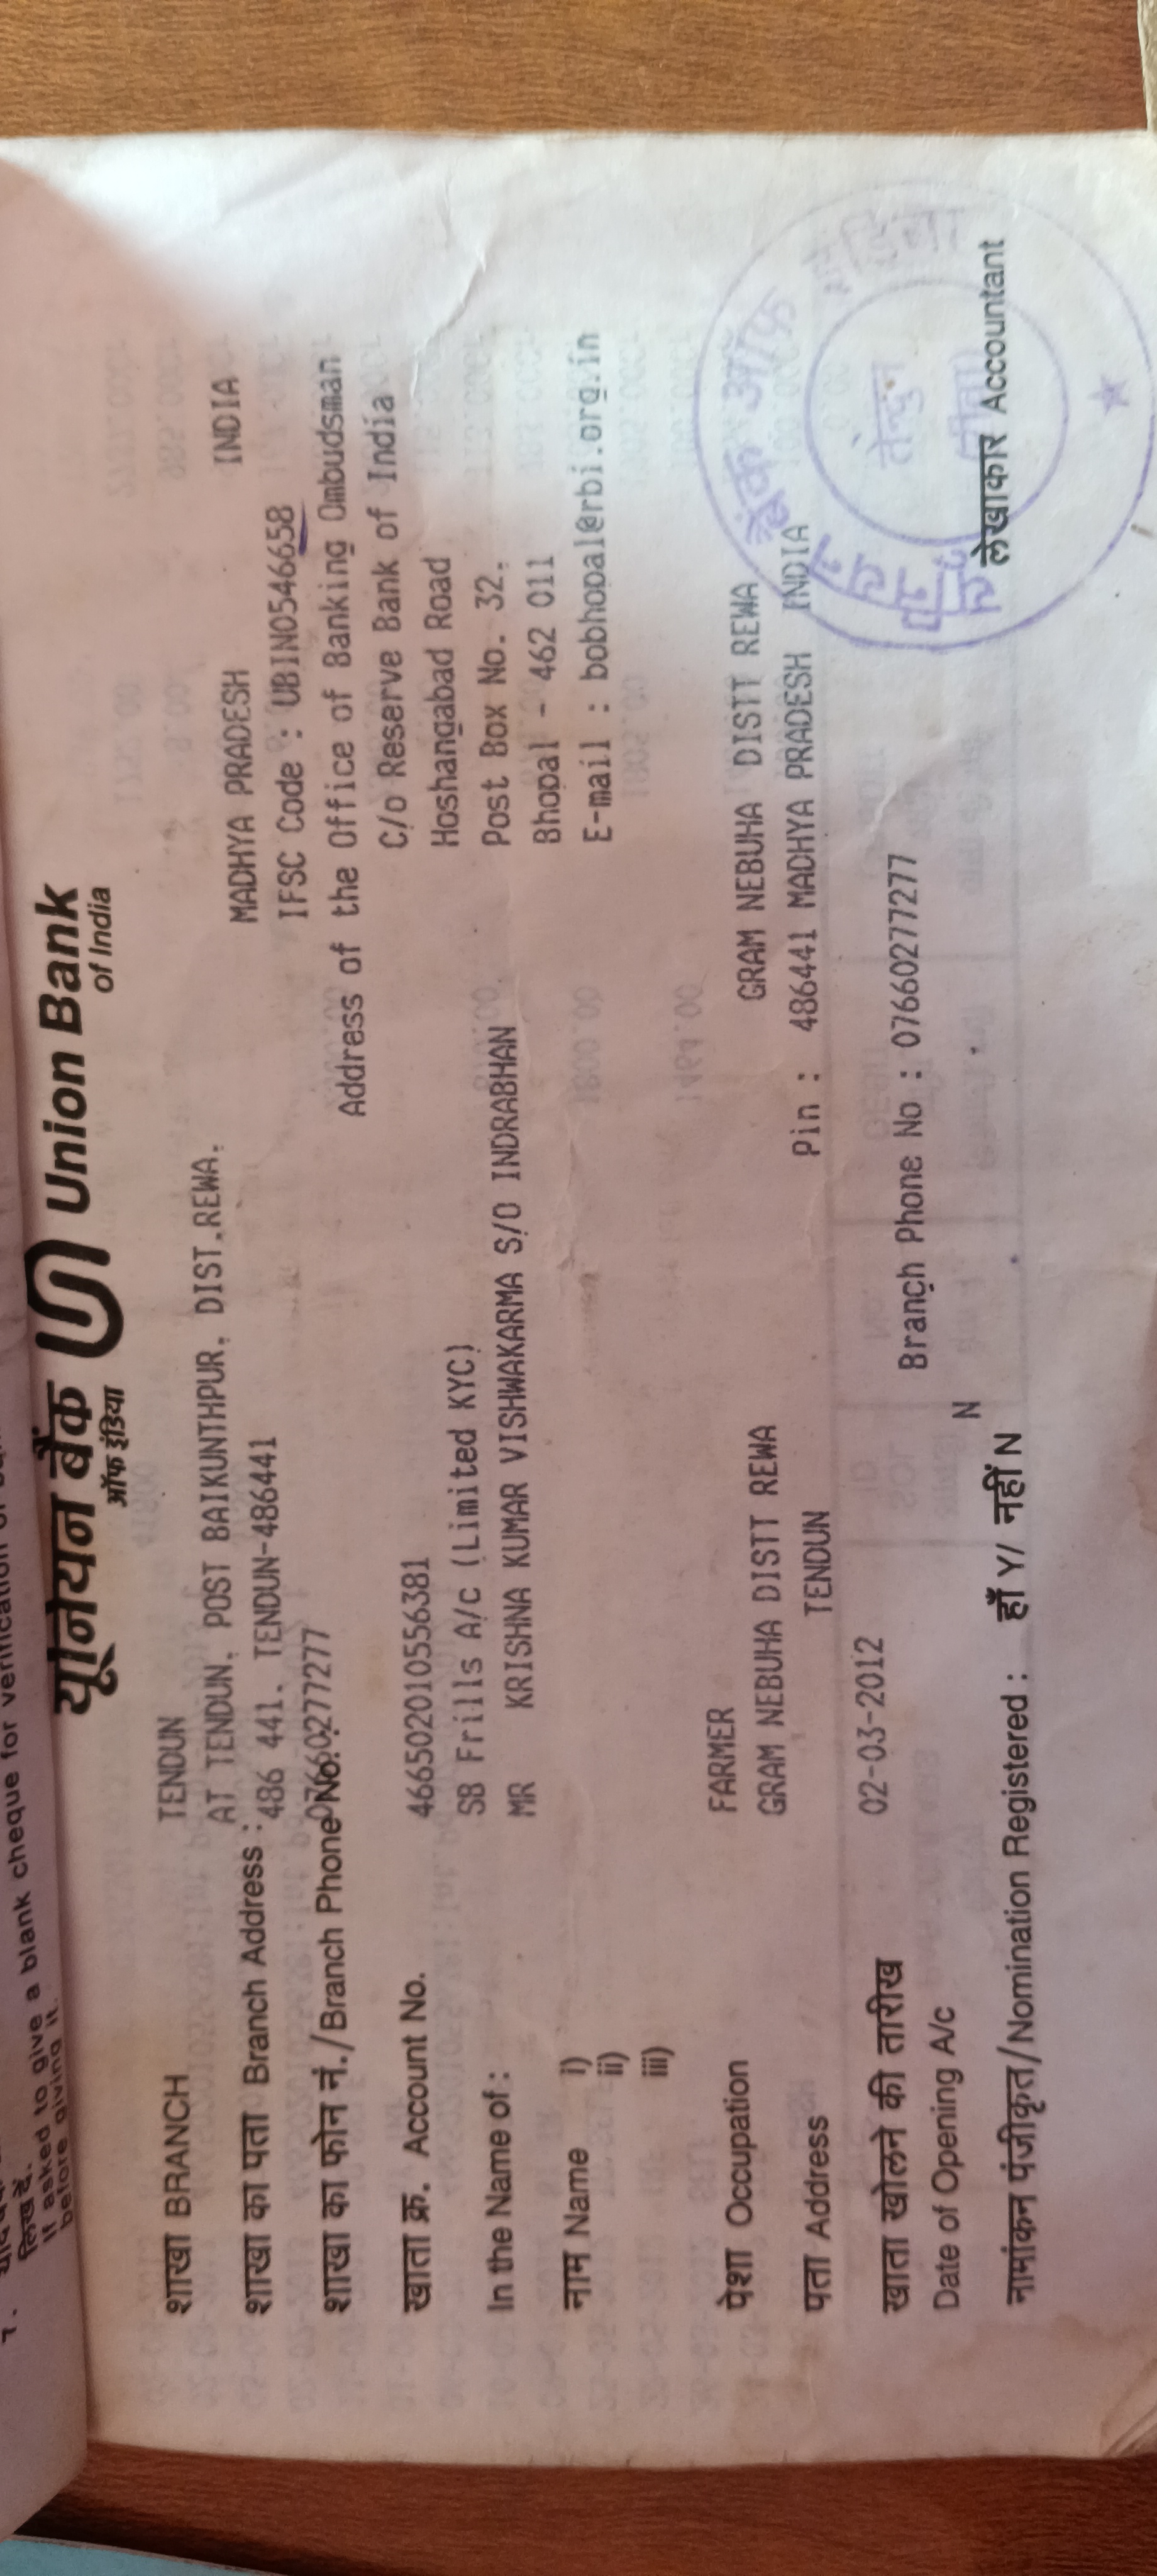 लिख दें.
If asked to give a blank cheque for verification of
before giving it.
यूनियन बैंक Union Bank
ऑफ इंडिया of India
शाखा BRANCH TENDUN
AT TENDUN, POST BAIKUNTHPUR, DIST.REWA,
शाखा का पता Branch Address : 486 441. TENDUN-486441 MADHYA PRADESH INDIA
शाखा का फोन नं./Branch Phone No. 07660277277 IFSC Code : UBIN0546658
Address of the Office of Banking Ombudsman
C/o Reserve Bank of India
खाता क्र. Account No. 466502010556381 Hoshangabad Road
SB Frills A/c (Limited KYC) Post Box No. 32.
In the Name of : MR KRISHNA KUMAR VISHWAKARMA S/O INDRABHAN Bhopal - 462 011
E-mail : bobhopal@rbi.org.in
नाम Name i)
ii)
iii)
पेशा Occupation FARMER
GRAM NEBUHA DISTT REWA GRAM NEBUHA DISTT REWA
पता Address TENDUN Pin : 486441 MADHYA PRADESH INDIA
खाता खोलने की तारीख 02-03-2012
Date of Opening A/c Branch Phone No : 07660277277
N
नामांकन पंजीकृत/Nomination Registered : हाँ Y/ नहीं N
लेखाकार Accountant
बैंक ऑफ
तेन्दुन